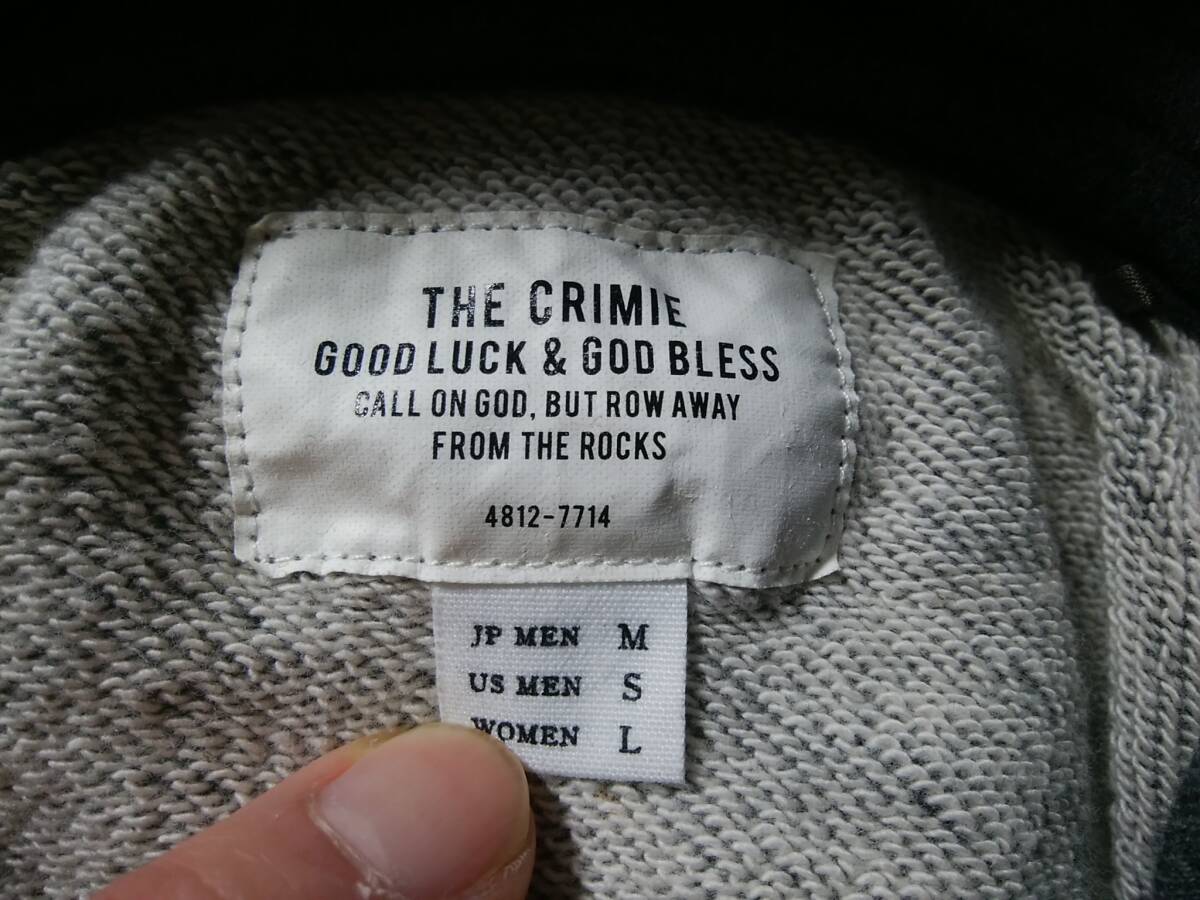 THE CRIMIE
GOOD LUCK & GOD BLESS
CALL ON GOD, BUT ROW AWAY
FROM THE ROCKS
4812-7714
JP MEN M
US MEN S
WOMEN L